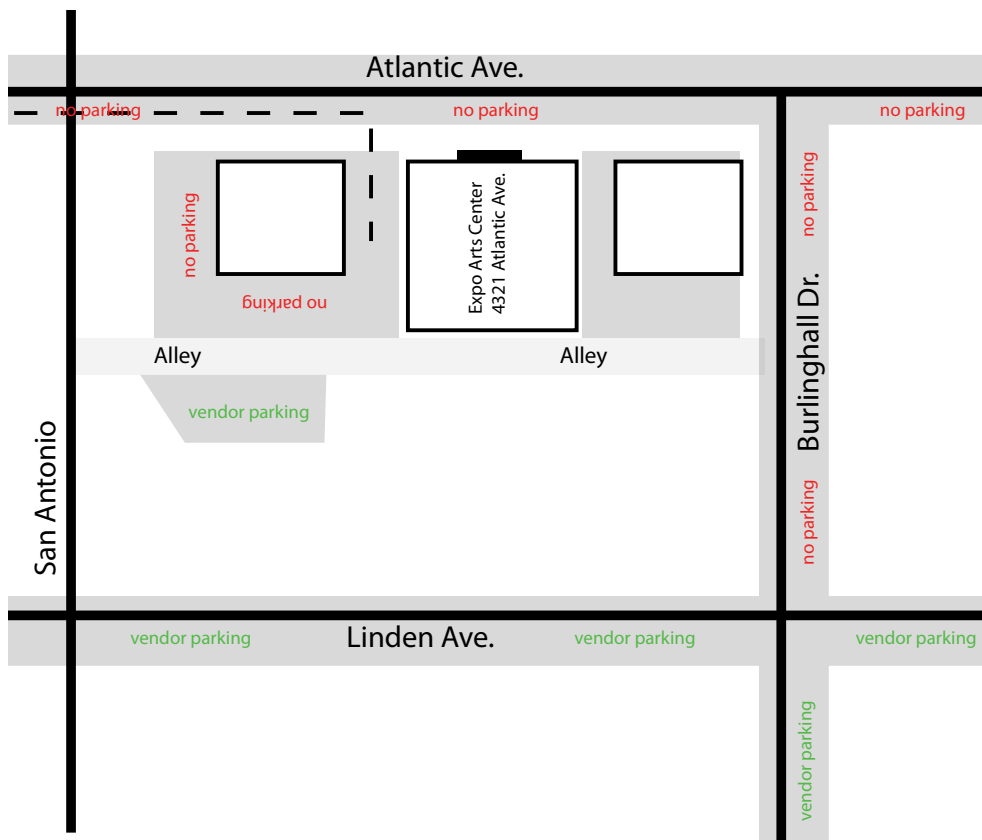 Atlantic Ave.
no parking
no parking
no parking
no parking
no parking
Expo Arts Center
4321 Atlantic Ave.
no parking
Burlinghall Dr.
Alley
Alley
vendor parking
San Antonio
no parking
vendor parking
Linden Ave.
vendor parking
vendor parking
vendor parking